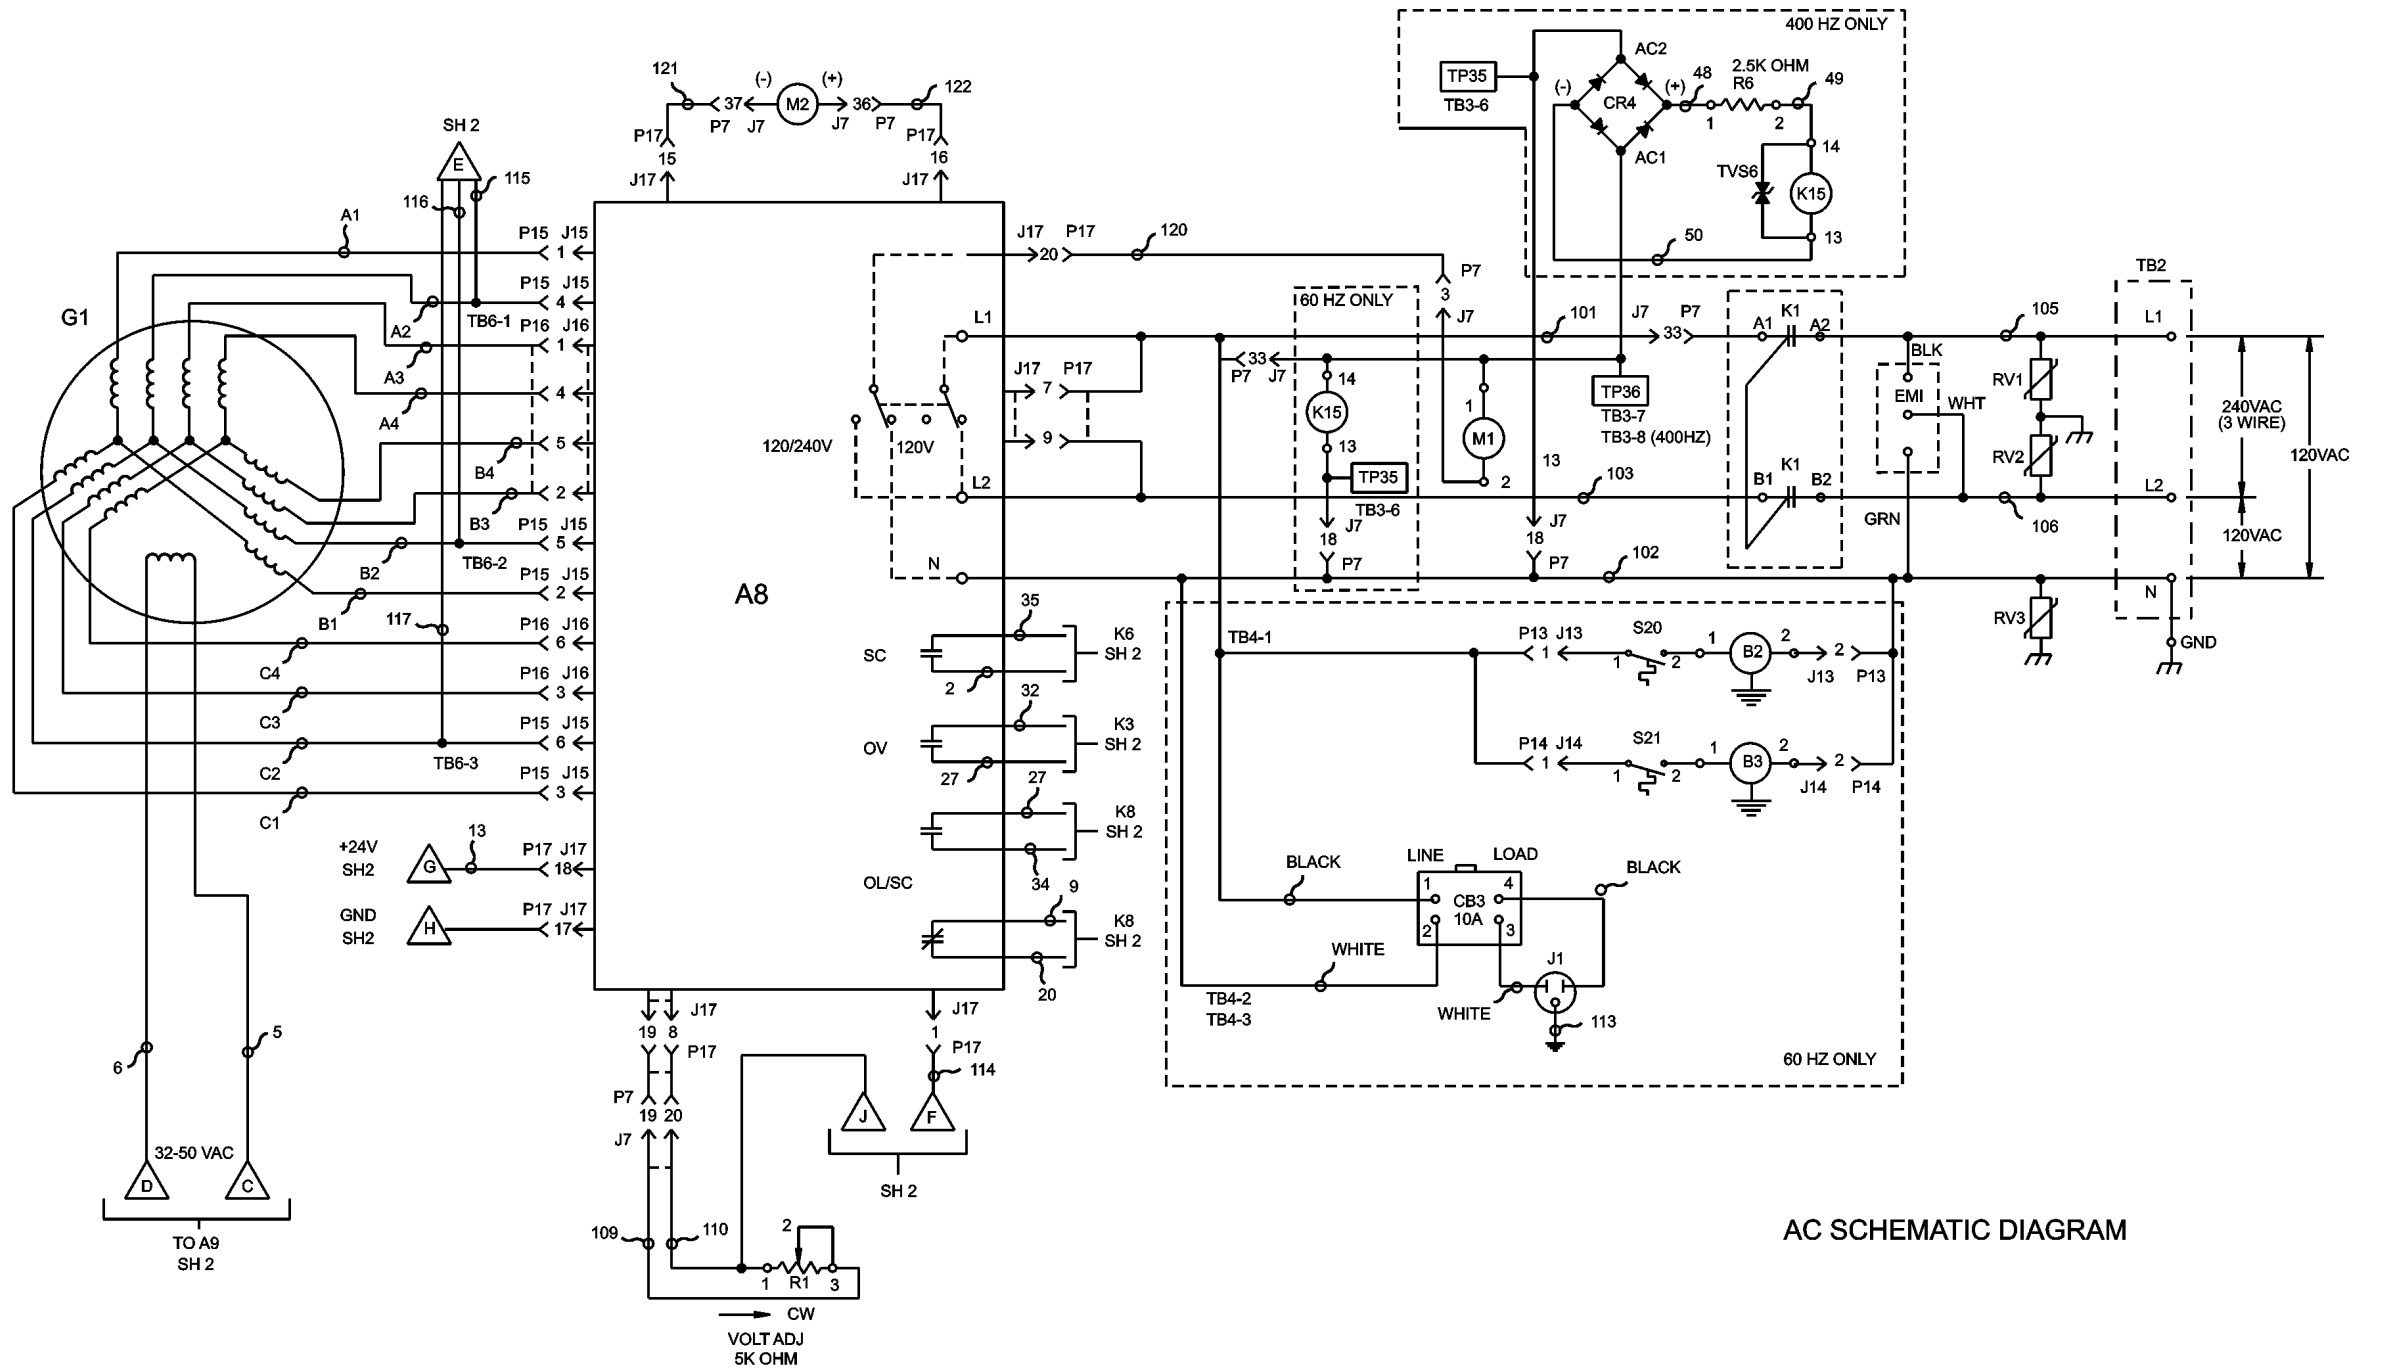 400 HZ ONLY
TP35
TB3-6
AC2
(-)
CR4
(+)
AC1
48
2.5K OHM
R6
49
1
2
14
TVS6
K15
13
50
121
(-)
M2
(+)
122
37
36
P7
J7
J7
P7
P17
15
J17
P17
16
J17
SH 2
E
115
116
G1
A1
P15 J15
1
P15 J15
4
A2
TB6-1
P16 J16
1
A3
4
A4
5
B4
2
B3
P15 J15
5
B2
TB6-2
P15 J15
2
B1
117
P16 J16
6
C4
P16 J16
3
C3
P15 J15
6
C2
TB6-3
P15 J15
3
C1
+24V
SH2
G
13
P17 J17
18
GND
SH2
H
P17 J17
17
6
5
32-50 VAC
D
C
TO A9
SH 2
A8
120/240V
120V
L1
L2
N
J17 P17
20
120
J17 P17
7
9
SC
35
2
K6
SH 2
OV
32
27
K3
SH 2
OL/SC
27
34
K8
SH 2
9
20
K8
SH 2
P7
3
J7
60 HZ ONLY
33
P7 J7
14
K15
13
TP35
TB3-6
J7
18
P7
1
M1
2
101
J7 P7
33
TP36
TB3-7
TB3-8 (400HZ)
13
J7
18
P7
103
102
A1
K1
A2
B1
K1
B2
BLK
EMI
WHT
GRN
105
RV1
RV2
106
RV3
TB2
L1
L2
N
GND
240VAC
(3 WIRE)
120VAC
120VAC
TB4-1
P13 J13
1
S20
1
2
1
B2
2
2
J13 P13
P14 J14
1
S21
1
2
1
B3
2
2
J14 P14
BLACK
LINE
LOAD
1
4
CB3
10A
2
3
BLACK
WHITE
J1
WHITE
113
TB4-2
TB4-3
60 HZ ONLY
J17
19 8
P17
P7
19 20
J7
109
110
J17
1
P17
114
J
F
SH 2
2
1
R1
3
CW
VOLT ADJ
5K OHM
AC SCHEMATIC DIAGRAM